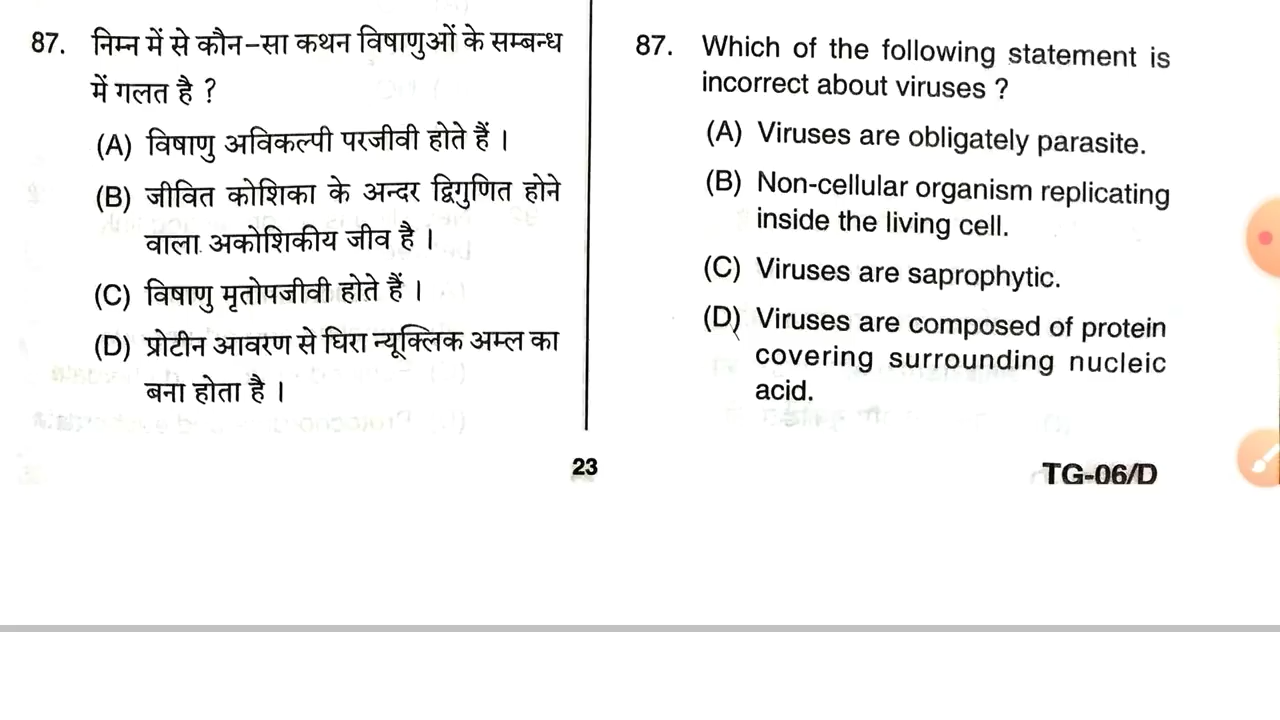 87. निम्न में से कौन-सा कथन विषाणुओं के सम्बन्ध
में गलत है ?
(A) विषाणु अविकल्पी परजीवी होते हैं ।
(B) जीवित कोशिका के अन्दर द्विगुणित होने
वाला अकोशिकीय जीव है ।
(C) विषाणु मृतोपजीवी होते हैं ।
(D) प्रोटीन आवरण से घिरा न्यूक्लिक अम्ल का
बना होता है ।
87. Which of the following statement is
incorrect about viruses ?
(A) Viruses are obligately parasite.
(B) Non-cellular organism replicating
inside the living cell.
(C) Viruses are saprophytic.
(D) Viruses are composed of protein
covering surrounding nucleic
acid.
23
TG-06/D